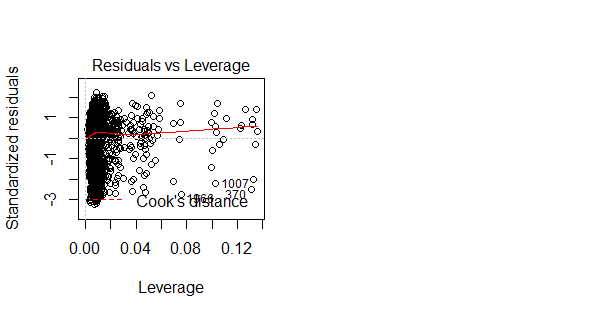 Residuals vs Leverage
Standardized residuals
1
-1
-3
1007
370
Cook's distance
0.00 0.04 0.08 0.12
Leverage